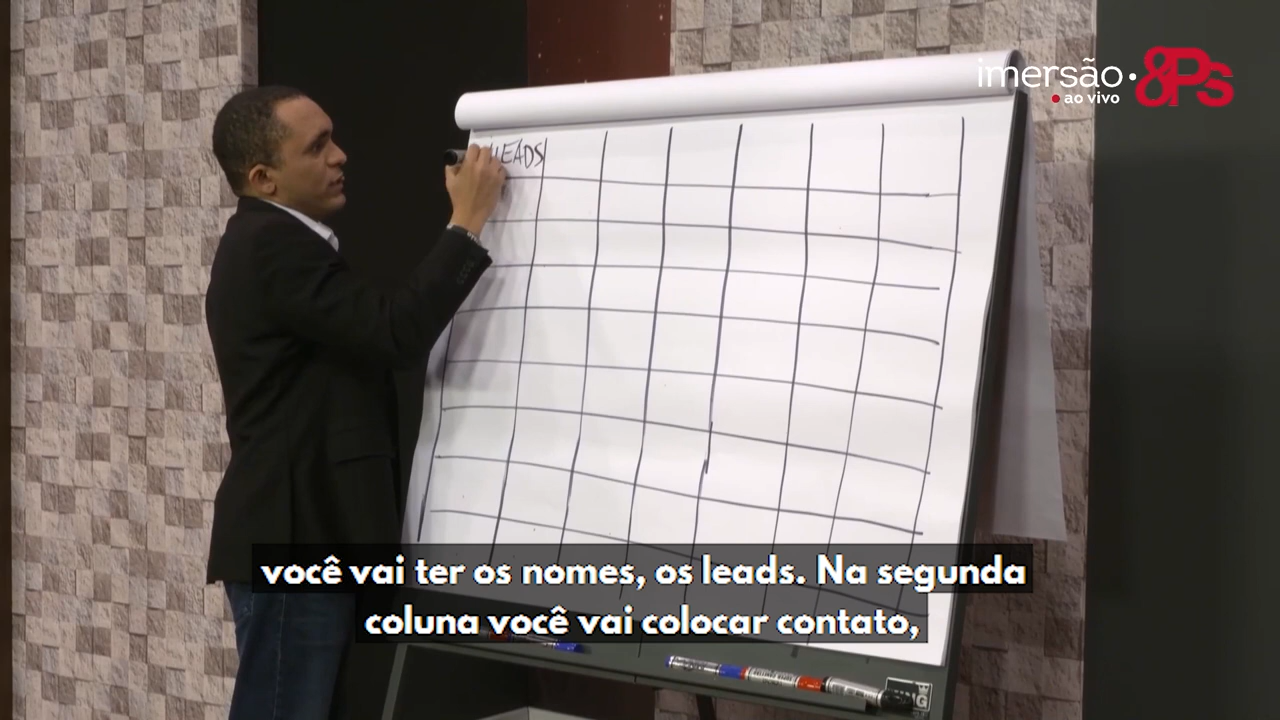 imersão • 8Ps
• ao vivo
LEADS
você vai ter os nomes, os leads. Na segunda
coluna você vai colocar contato,